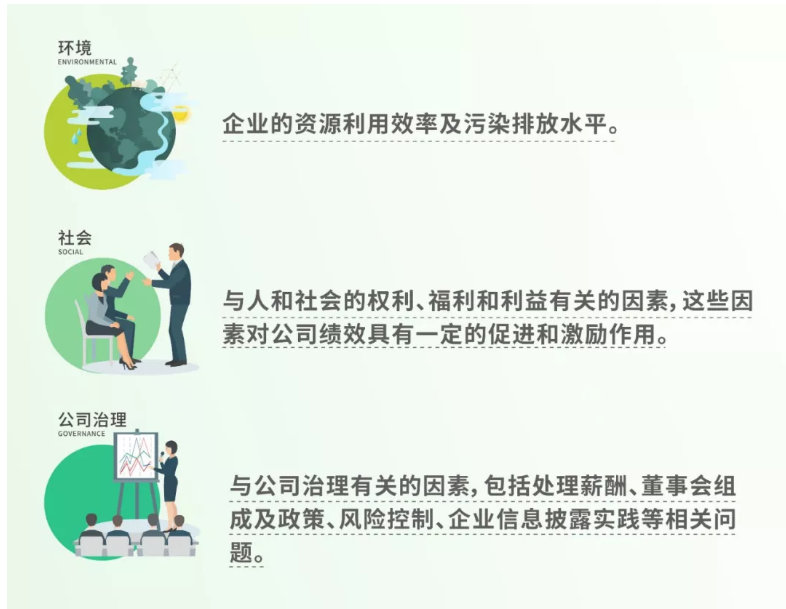 环境
ENVIRONMENTAL
企业的资源利用效率及污染排放水平。
社会
SOCIAL
与人和社会的权利、福利和利益有关的因素，这些因
素对公司绩效具有一定的促进和激励作用。
公司治理
GOVERNANCE
与公司治理有关的因素，包括处理薪酬、董事会组
成及政策、风险控制、企业信息披露实践等相关问
题。